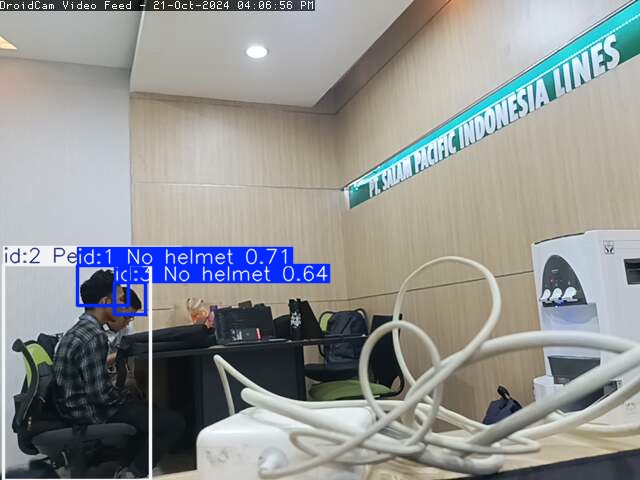 DroidCam Video Feed - 21-Oct-2024 04:06:56 PM
PT. SALAM PACIFIC INDONESIA LINES
id:2 Pe
id:1 No helmet 0.71
id:3 No helmet 0.64